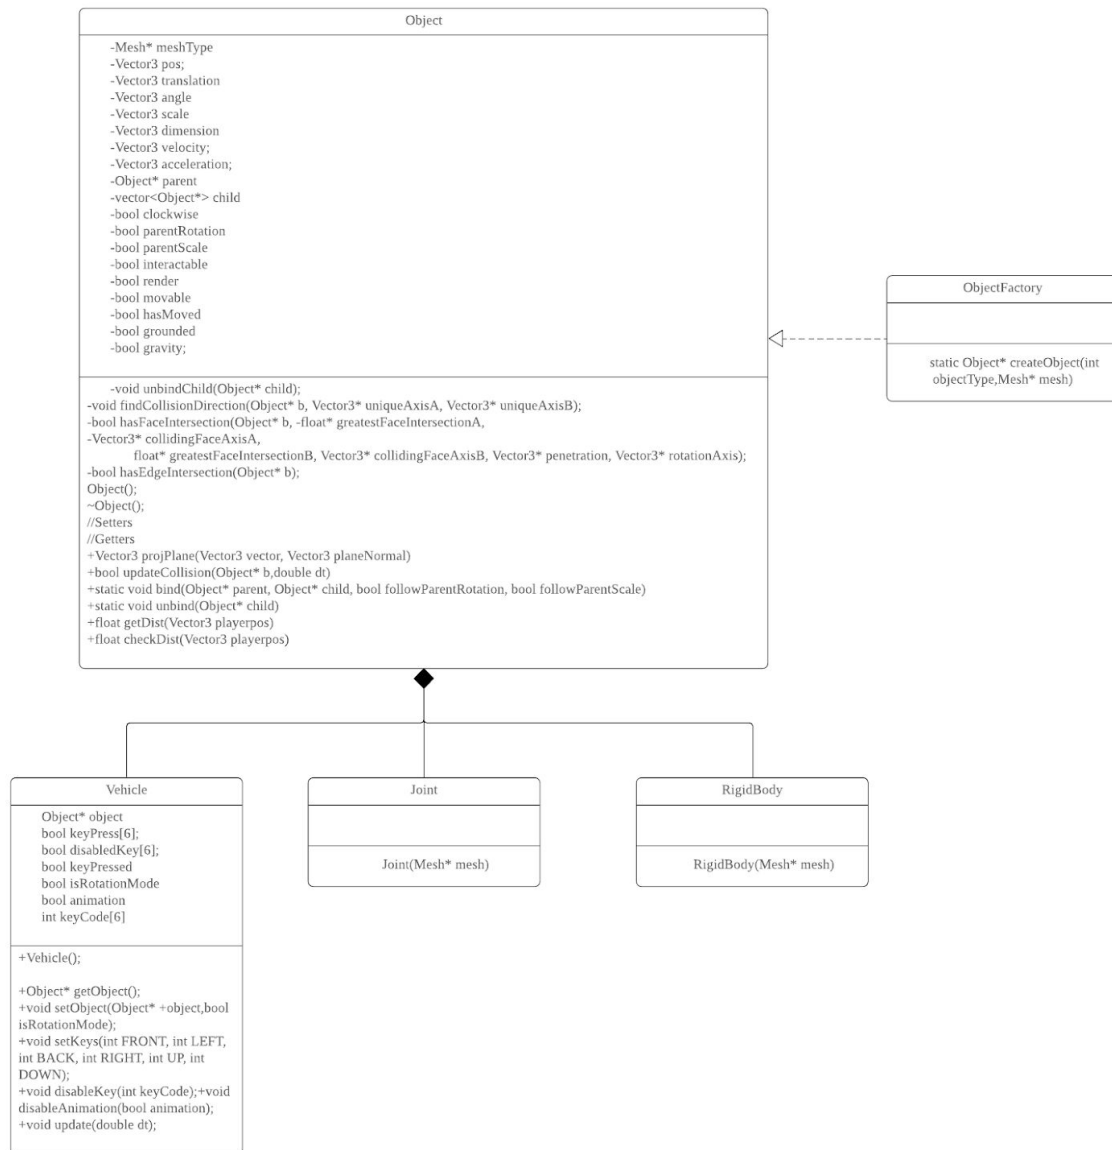 Object
-Mesh* meshType
-Vector3 pos;
-Vector3 translation
-Vector3 angle
-Vector3 scale
-Vector3 dimension
-Vector3 velocity;
-Vector3 acceleration;
-Object* parent
-vector<Object*> child
-bool clockwise
-bool parentRotation
-bool parentScale
-bool interactable
-bool render
-bool movable
-bool hasMoved
-bool grounded
-bool gravity;
-void unbindChild(Object* child);
-void findCollisionDirection(Object* b, Vector3* uniqueAxisA, Vector3* uniqueAxisB);
-bool hasFaceIntersection(Object* b, -float* greatestFaceIntersectionA,
-Vector3* collidingFaceAxisA,
float* greatestFaceIntersectionB, Vector3* collidingFaceAxisB, Vector3* penetration, Vector3* rotationAxis);
-bool hasEdgeIntersection(Object* b);
Object();
~Object();
//Setters
//Getters
+Vector3 projPlane(Vector3 vector, Vector3 planeNormal)
+bool updateCollision(Object* b,double dt)
+static void bind(Object* parent, Object* child, bool followParentRotation, bool followParentScale)
+static void unbind(Object* child)
+float getDist(Vector3 playerpos)
+float checkDist(Vector3 playerpos)
ObjectFactory
static Object* createObject(int
objectType,Mesh* mesh)
Vehicle
Object* object
bool keyPress[6];
bool disabledKey[6];
bool keyPressed
bool isRotationMode
bool animation
int keyCode[6]
+Vehicle();
+Object* getObject();
+void setObject(Object* +object,bool
isRotationMode);
+void setKeys(int FRONT, int LEFT,
int BACK, int RIGHT, int UP, int
DOWN);
+void disableKey(int keyCode);+void
disableAnimation(bool animation);
+void update(double dt);
Joint
Joint(Mesh* mesh)
RigidBody
RigidBody(Mesh* mesh)